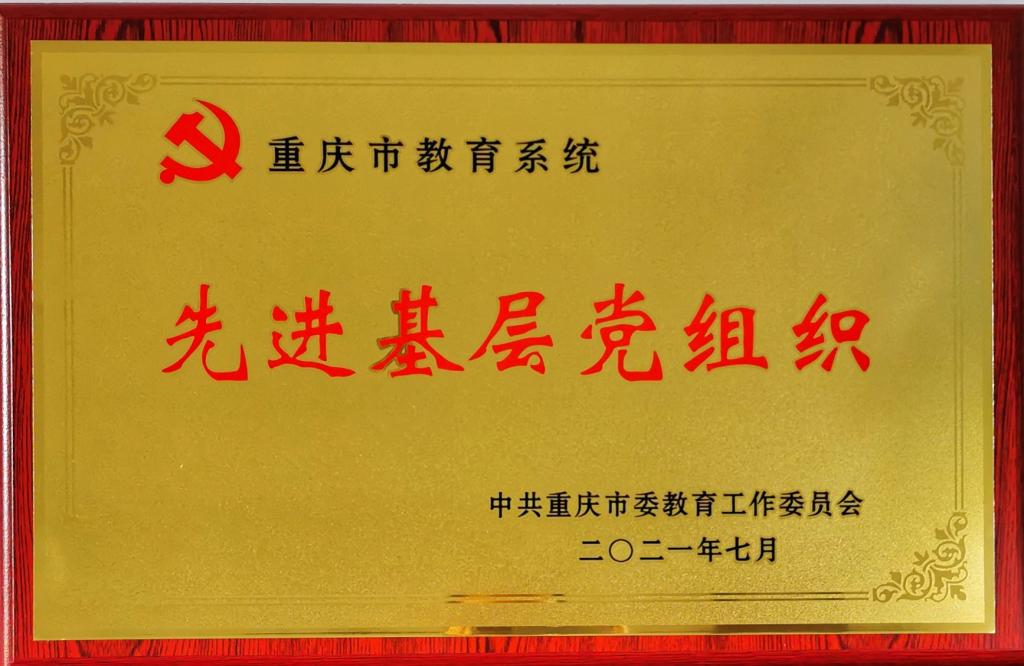 重庆市教育系统
先进基层党组织
中共重庆市委教育工作委员会
二〇二一年七月